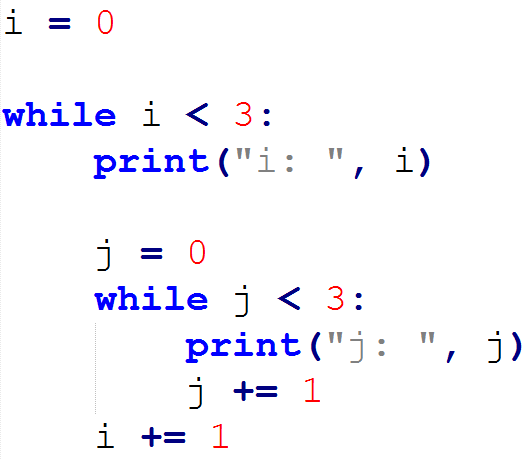 i = 0
while i < 3:
    print("i: ", i)
    j = 0
    while j < 3:
        print("j: ", j)
        j += 1
    i += 1